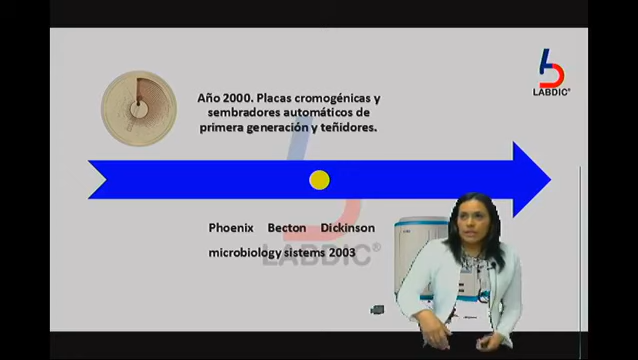 LABDIC®
Año 2000. Placas cromogénicas y
sembradores automáticos de
primera generación y teñidores.
Phoenix Becton Dickinson
microbiology sistems 2003
LABDIC®